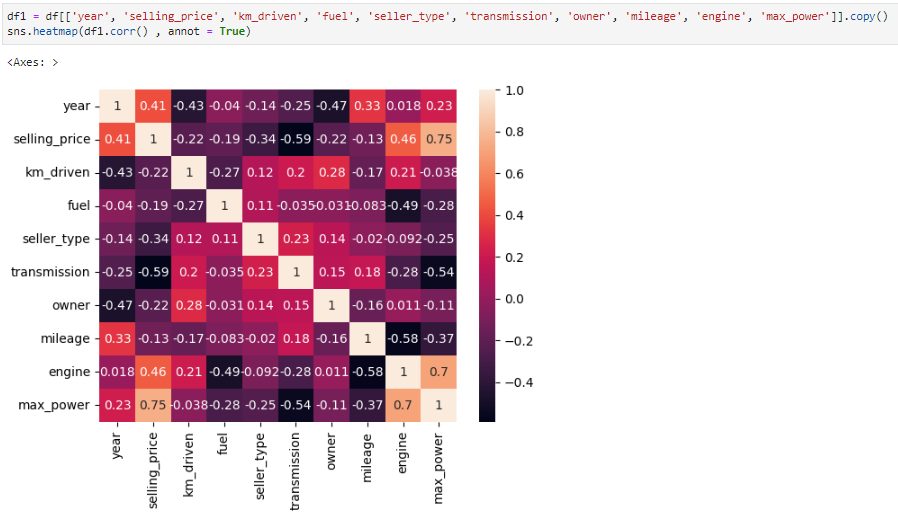 df1 = df[['year', 'selling_price', 'km_driven', 'fuel', 'seller_type', 'transmission', 'owner', 'mileage', 'engine', 'max_power']].copy()
sns.heatmap(df1.corr() , annot = True)
<Axes: >
year 1 0.41 -0.43 -0.04 -0.14 -0.25 -0.47 0.33 0.018 0.23
selling_price 0.41 1 -0.22 -0.19 -0.34 -0.59 -0.22 -0.13 0.46 0.75
km_driven -0.43 -0.22 1 -0.27 0.12 0.2 0.28 -0.17 0.21 -0.038
fuel -0.04 -0.19 -0.27 1 0.11 -0.035 -0.031 -0.083 -0.49 -0.28
seller_type -0.14 -0.34 0.12 0.11 1 0.23 0.14 -0.02 -0.092 -0.25
transmission -0.25 -0.59 0.2 -0.035 0.23 1 0.15 0.18 -0.28 -0.54
owner -0.47 -0.22 0.28 -0.031 0.14 0.15 1 -0.16 0.011 -0.11
mileage 0.33 -0.13 -0.17 -0.083 -0.02 0.18 -0.16 1 -0.58 -0.37
engine 0.018 0.46 0.21 -0.49 -0.092 -0.28 0.011 -0.58 1 0.7
max_power 0.23 0.75 -0.038 -0.28 -0.25 -0.54 -0.11 -0.37 0.7 1
year selling_price km_driven fuel seller_type transmission owner mileage engine max_power
1.0
0.8
0.6
0.4
0.2
0.0
−0.2
−0.4